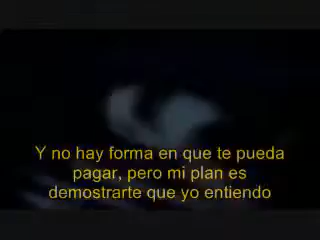 Y no hay forma en que te pueda
pagar, pero mi plan es
demostrarte que yo entiendo